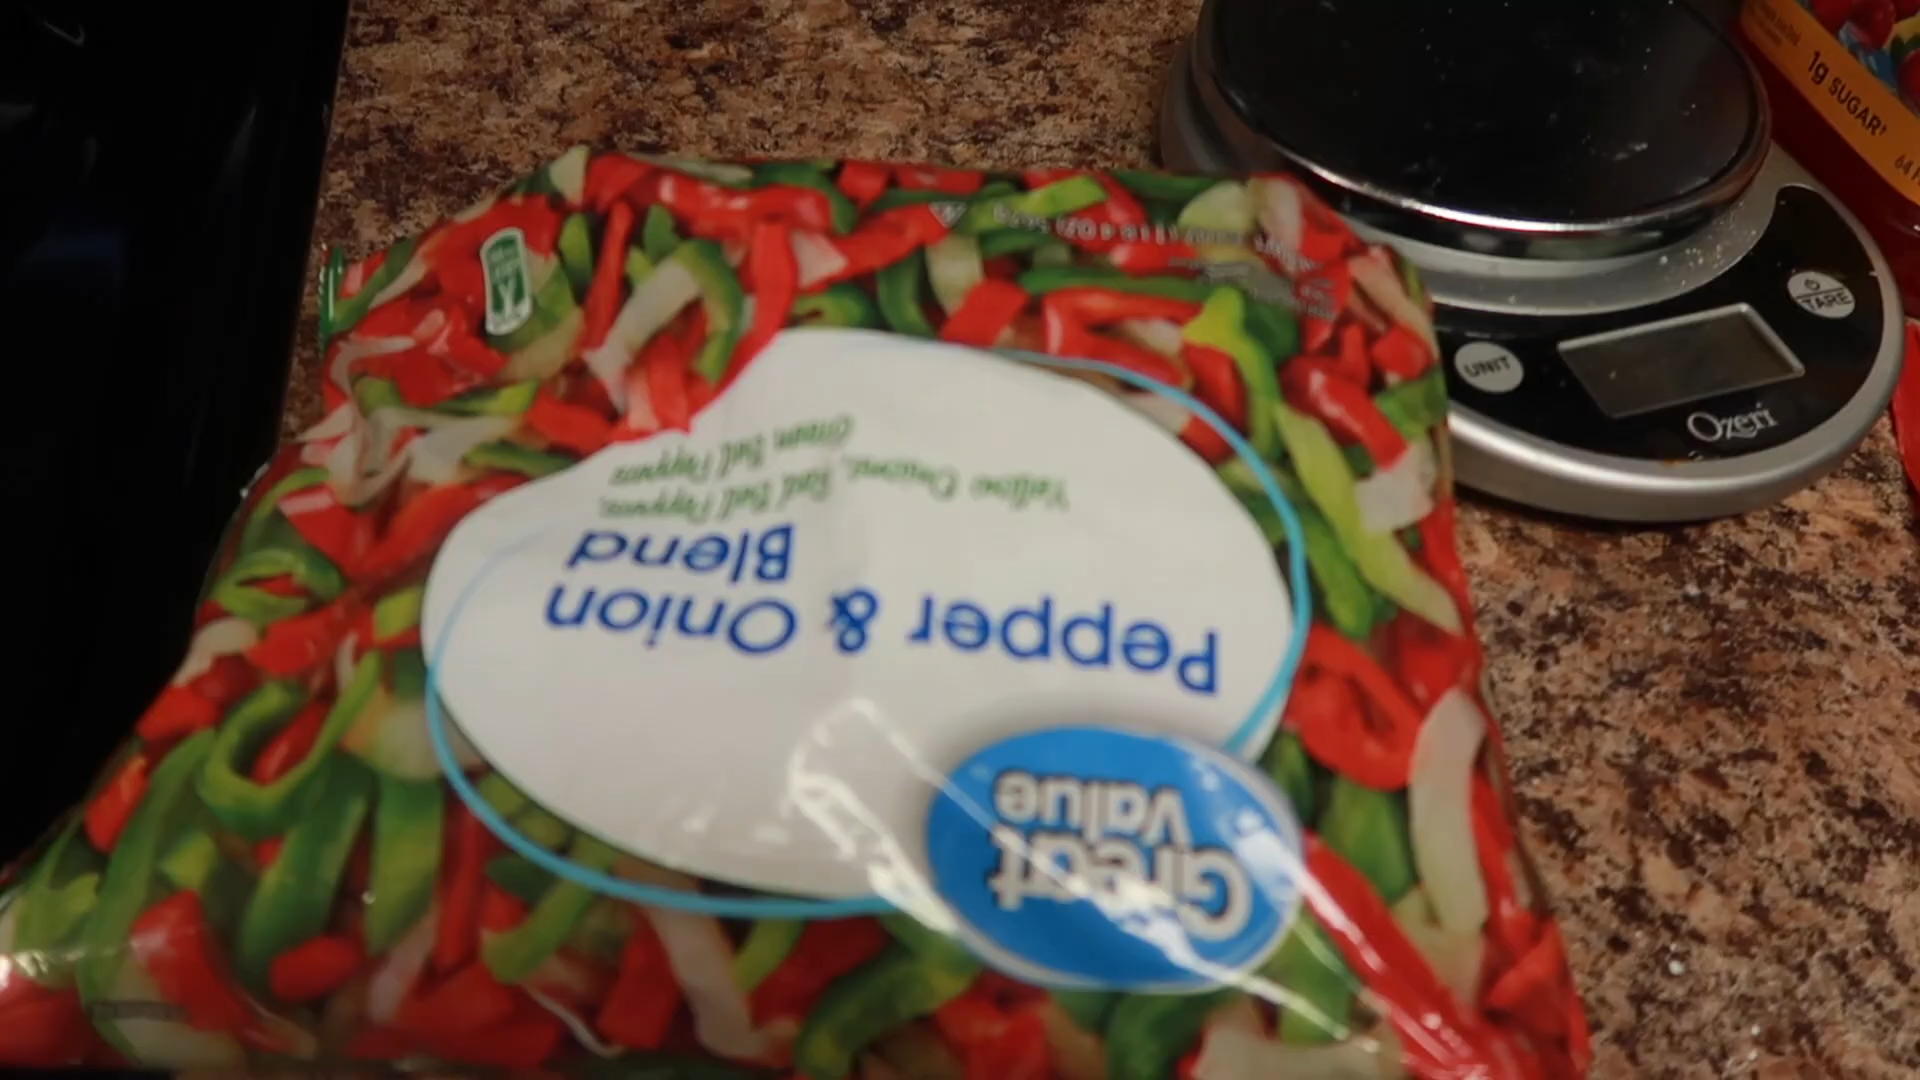 Great
Value
Pepper & Onion
Blend
Yellow Onions, Red Bell Peppers,
Green Bell Peppers
UNIT
TARE
Ozeri
1g SUGAR†